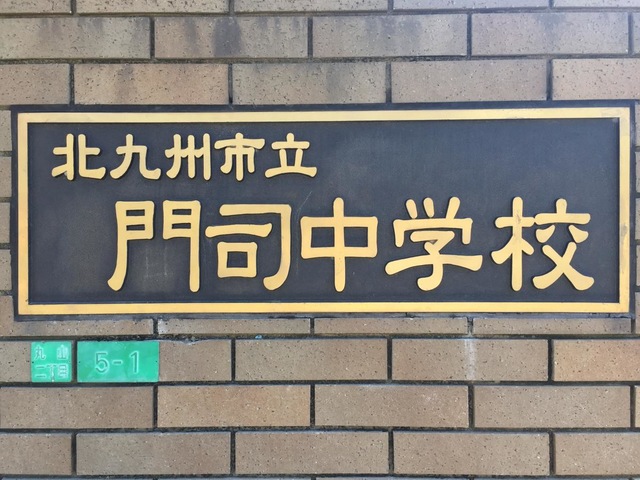 北九州市立
門司中学校
丸山
二丁目
5-1